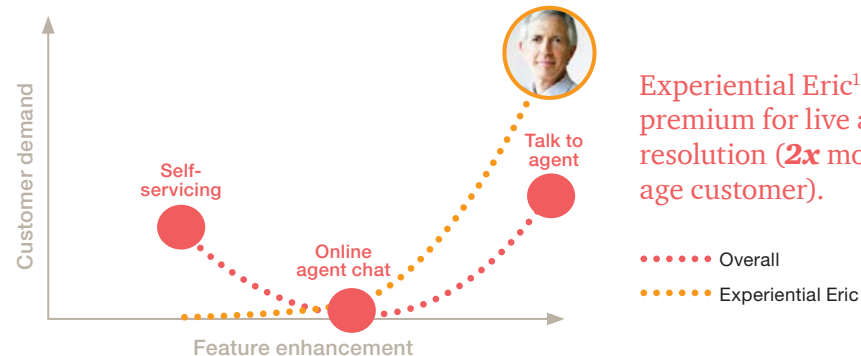 Customer demand
Self-
servicing
Online
agent chat
Talk to
agent
Feature enhancement
Experiential Eric1
premium for live a
resolution (2x mo
age customer).
Overall
Experiential Eric